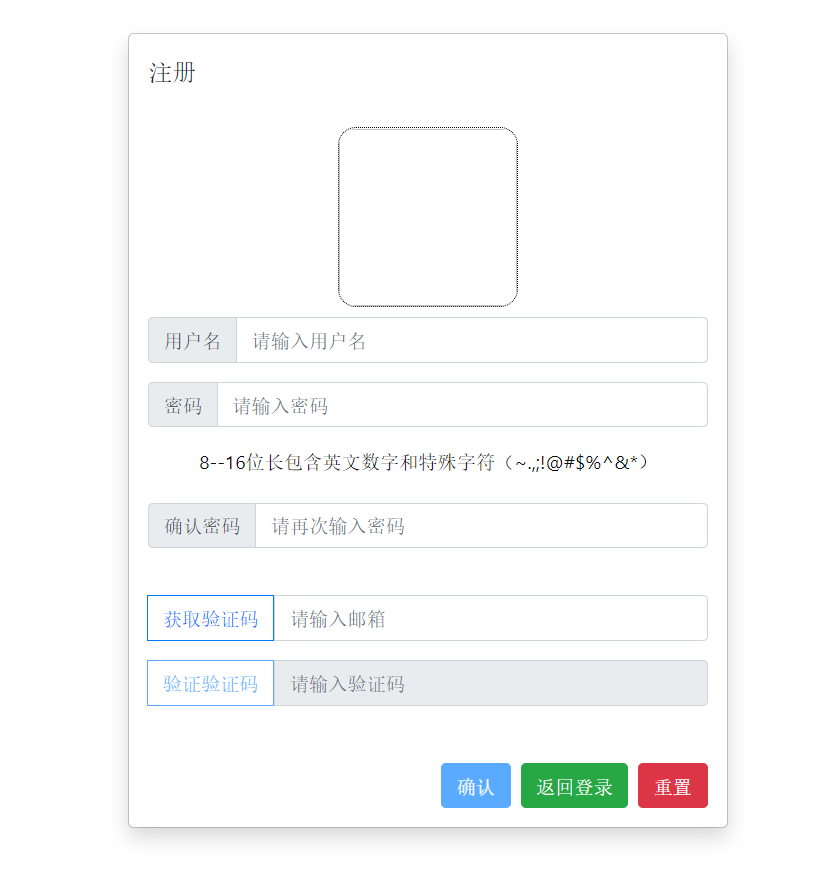 注册
用户名 请输入用户名
密码 请输入密码
8--16位长包含英文数字和特殊字符（~.,;!@#$%^&*）
确认密码 请再次输入密码
获取验证码 请输入邮箱
验证验证码 请输入验证码
确认 返回登录 重置